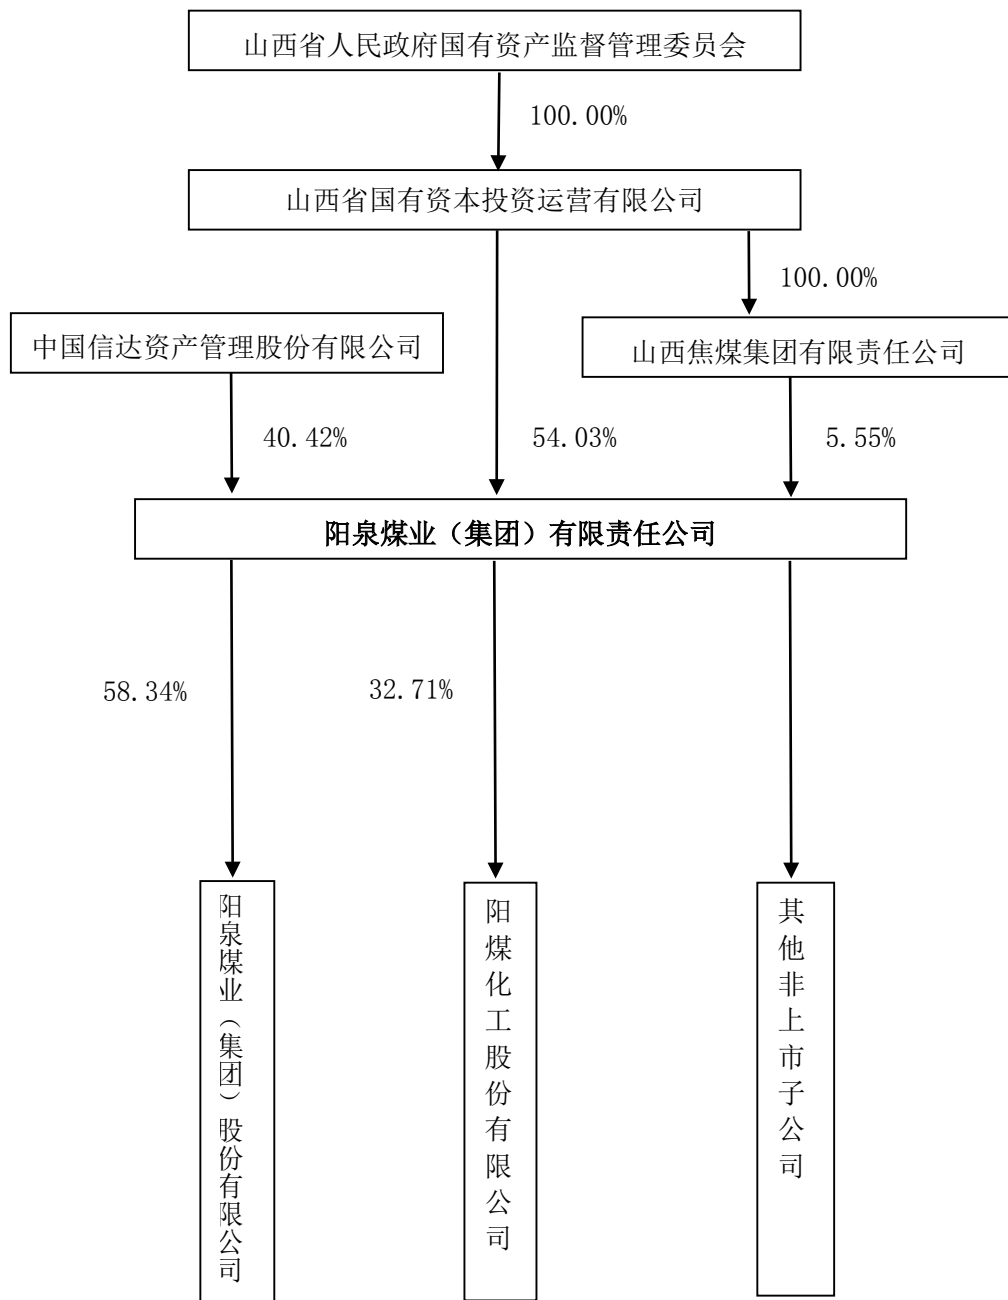 山西省人民政府国有资产监督管理委员会
100.00%
山西省国有资本投资运营有限公司
100.00%
中国信达资产管理股份有限公司
山西焦煤集团有限责任公司
40.42%
54.03%
5.55%
阳泉煤业（集团）有限责任公司
58.34%
32.71%
阳泉煤业（集团）股份有限公司
阳煤化工股份有限公司
其他非上市子公司